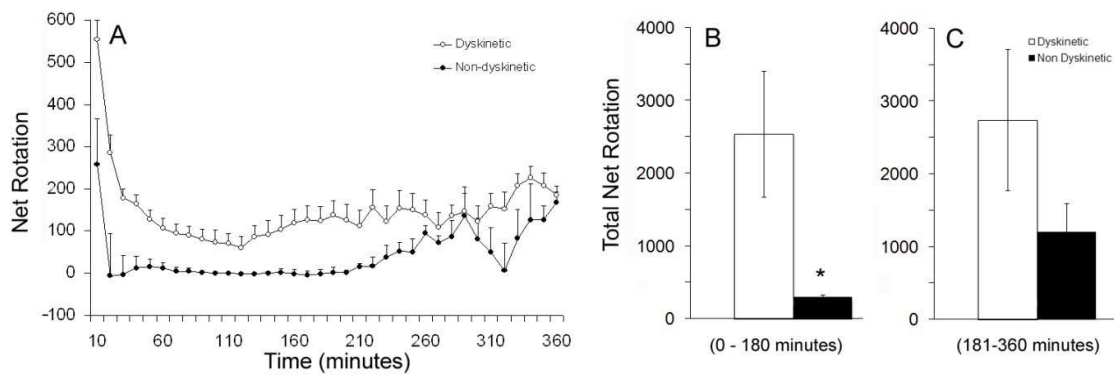 A
Dyskinetic
Non-dyskinetic
Net Rotation
600
500
400
300
200
100
0
-100
10
60
110
160
210
260
310
360
Time (minutes)
B
Total Net Rotation
4000
3000
2000
1000
0
*
(0 - 180 minutes)
C
Dyskinetic
Non Dyskinetic
4000
3000
2000
1000
0
(181-360 minutes)